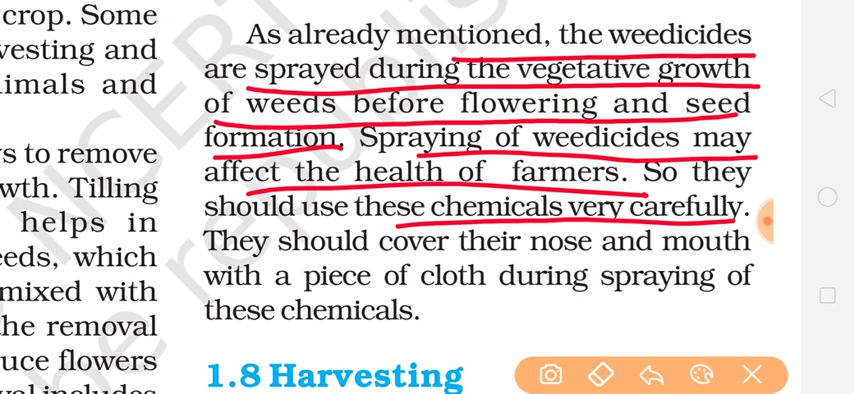 crop. Some
vesting and
imals and
s to remove
wth. Tilling
helps in
eeds, which
mixed with
he removal
uce flowers
As already mentioned, the weedicides
are sprayed during the vegetative growth
of weeds before flowering and seed
formation. Spraying of weedicides may
affect the health of farmers. So they
should use these chemicals very carefully.
They should cover their nose and mouth
with a piece of cloth during spraying of
these chemicals.
1.8 Harvesting